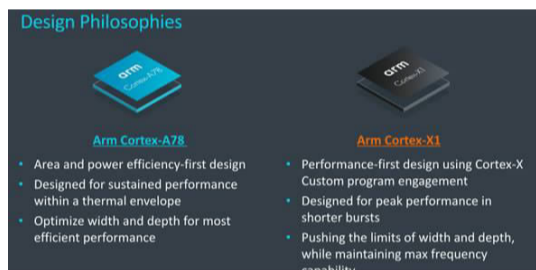 Design Philosophies
arm
Cortex-A78
arm
Cortex-X1
Arm Cortex-A78
• Area and power efficiency-first design
• Designed for sustained performance
within a thermal envelope
• Optimize width and depth for most
efficient performance
Arm Cortex-X1
• Performance-first design using Cortex-X
Custom program engagement
• Designed for peak performance in
shorter bursts
• Pushing the limits of width and depth,
while maintaining max frequency
capability